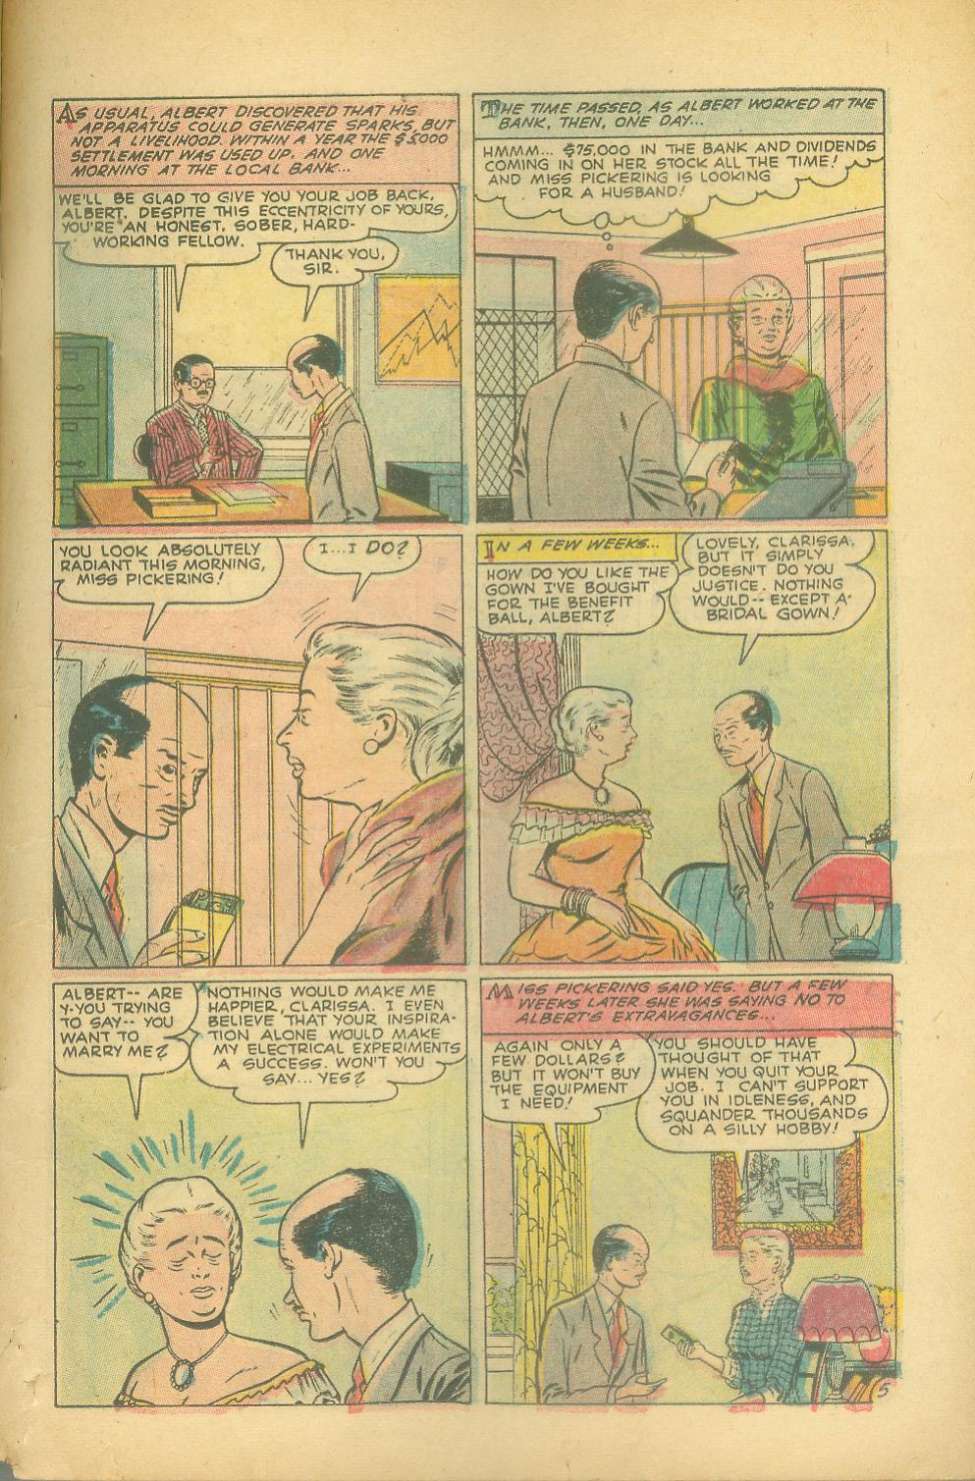 AS USUAL, ALBERT DISCOVERED THAT HIS
APPARATUS COULD GENERATE SPARKS, BUT
NOT A LIVELIHOOD. WITHIN A YEAR THE $5,000
SETTLEMENT WAS USED UP. AND ONE
MORNING AT THE LOCAL BANK...
WE'LL BE GLAD TO GIVE YOU YOUR JOB BACK,
ALBERT. DESPITE THIS ECCENTRICITY OF YOURS,
YOU'RE AN HONEST, SOBER, HARD-
WORKING FELLOW.
THANK YOU,
SIR.
THE TIME PASSED, AS ALBERT WORKED AT THE
BANK, THEN, ONE DAY...
HMMM... $75,000 IN THE BANK AND DIVIDENDS
COMING IN ON HER STOCK ALL THE TIME!
AND MISS PICKERING IS LOOKING
FOR A HUSBAND!
YOU LOOK ABSOLUTELY
RADIANT THIS MORNING,
MISS PICKERING!
I...I DO?
IN A FEW WEEKS...
HOW DO YOU LIKE THE
GOWN I'VE BOUGHT
FOR THE BENEFIT
BALL, ALBERT?
LOVELY, CLARISSA.
BUT IT SIMPLY
DOESN'T DO YOU
JUSTICE. NOTHING
WOULD-- EXCEPT A
BRIDAL GOWN!
ALBERT-- ARE
Y-YOU TRYING
TO SAY-- YOU
WANT TO
MARRY ME?
NOTHING WOULD MAKE ME
HAPPIER, CLARISSA. I EVEN
BELIEVE THAT YOUR INSPIRA-
TION ALONE WOULD MAKE
MY ELECTRICAL EXPERIMENTS
A SUCCESS. WON'T YOU
SAY... YES?
MISS PICKERING SAID YES. BUT A FEW
WEEKS LATER SHE WAS SAYING NO TO
ALBERT'S EXTRAVAGANCES...
AGAIN ONLY A
FEW DOLLARS?
BUT IT WON'T BUY
THE EQUIPMENT
I NEED!
YOU SHOULD HAVE
THOUGHT OF THAT
WHEN YOU QUIT YOUR
JOB. I CAN'T SUPPORT
YOU IN IDLENESS, AND
SQUANDER THOUSANDS
ON A SILLY HOBBY!
5